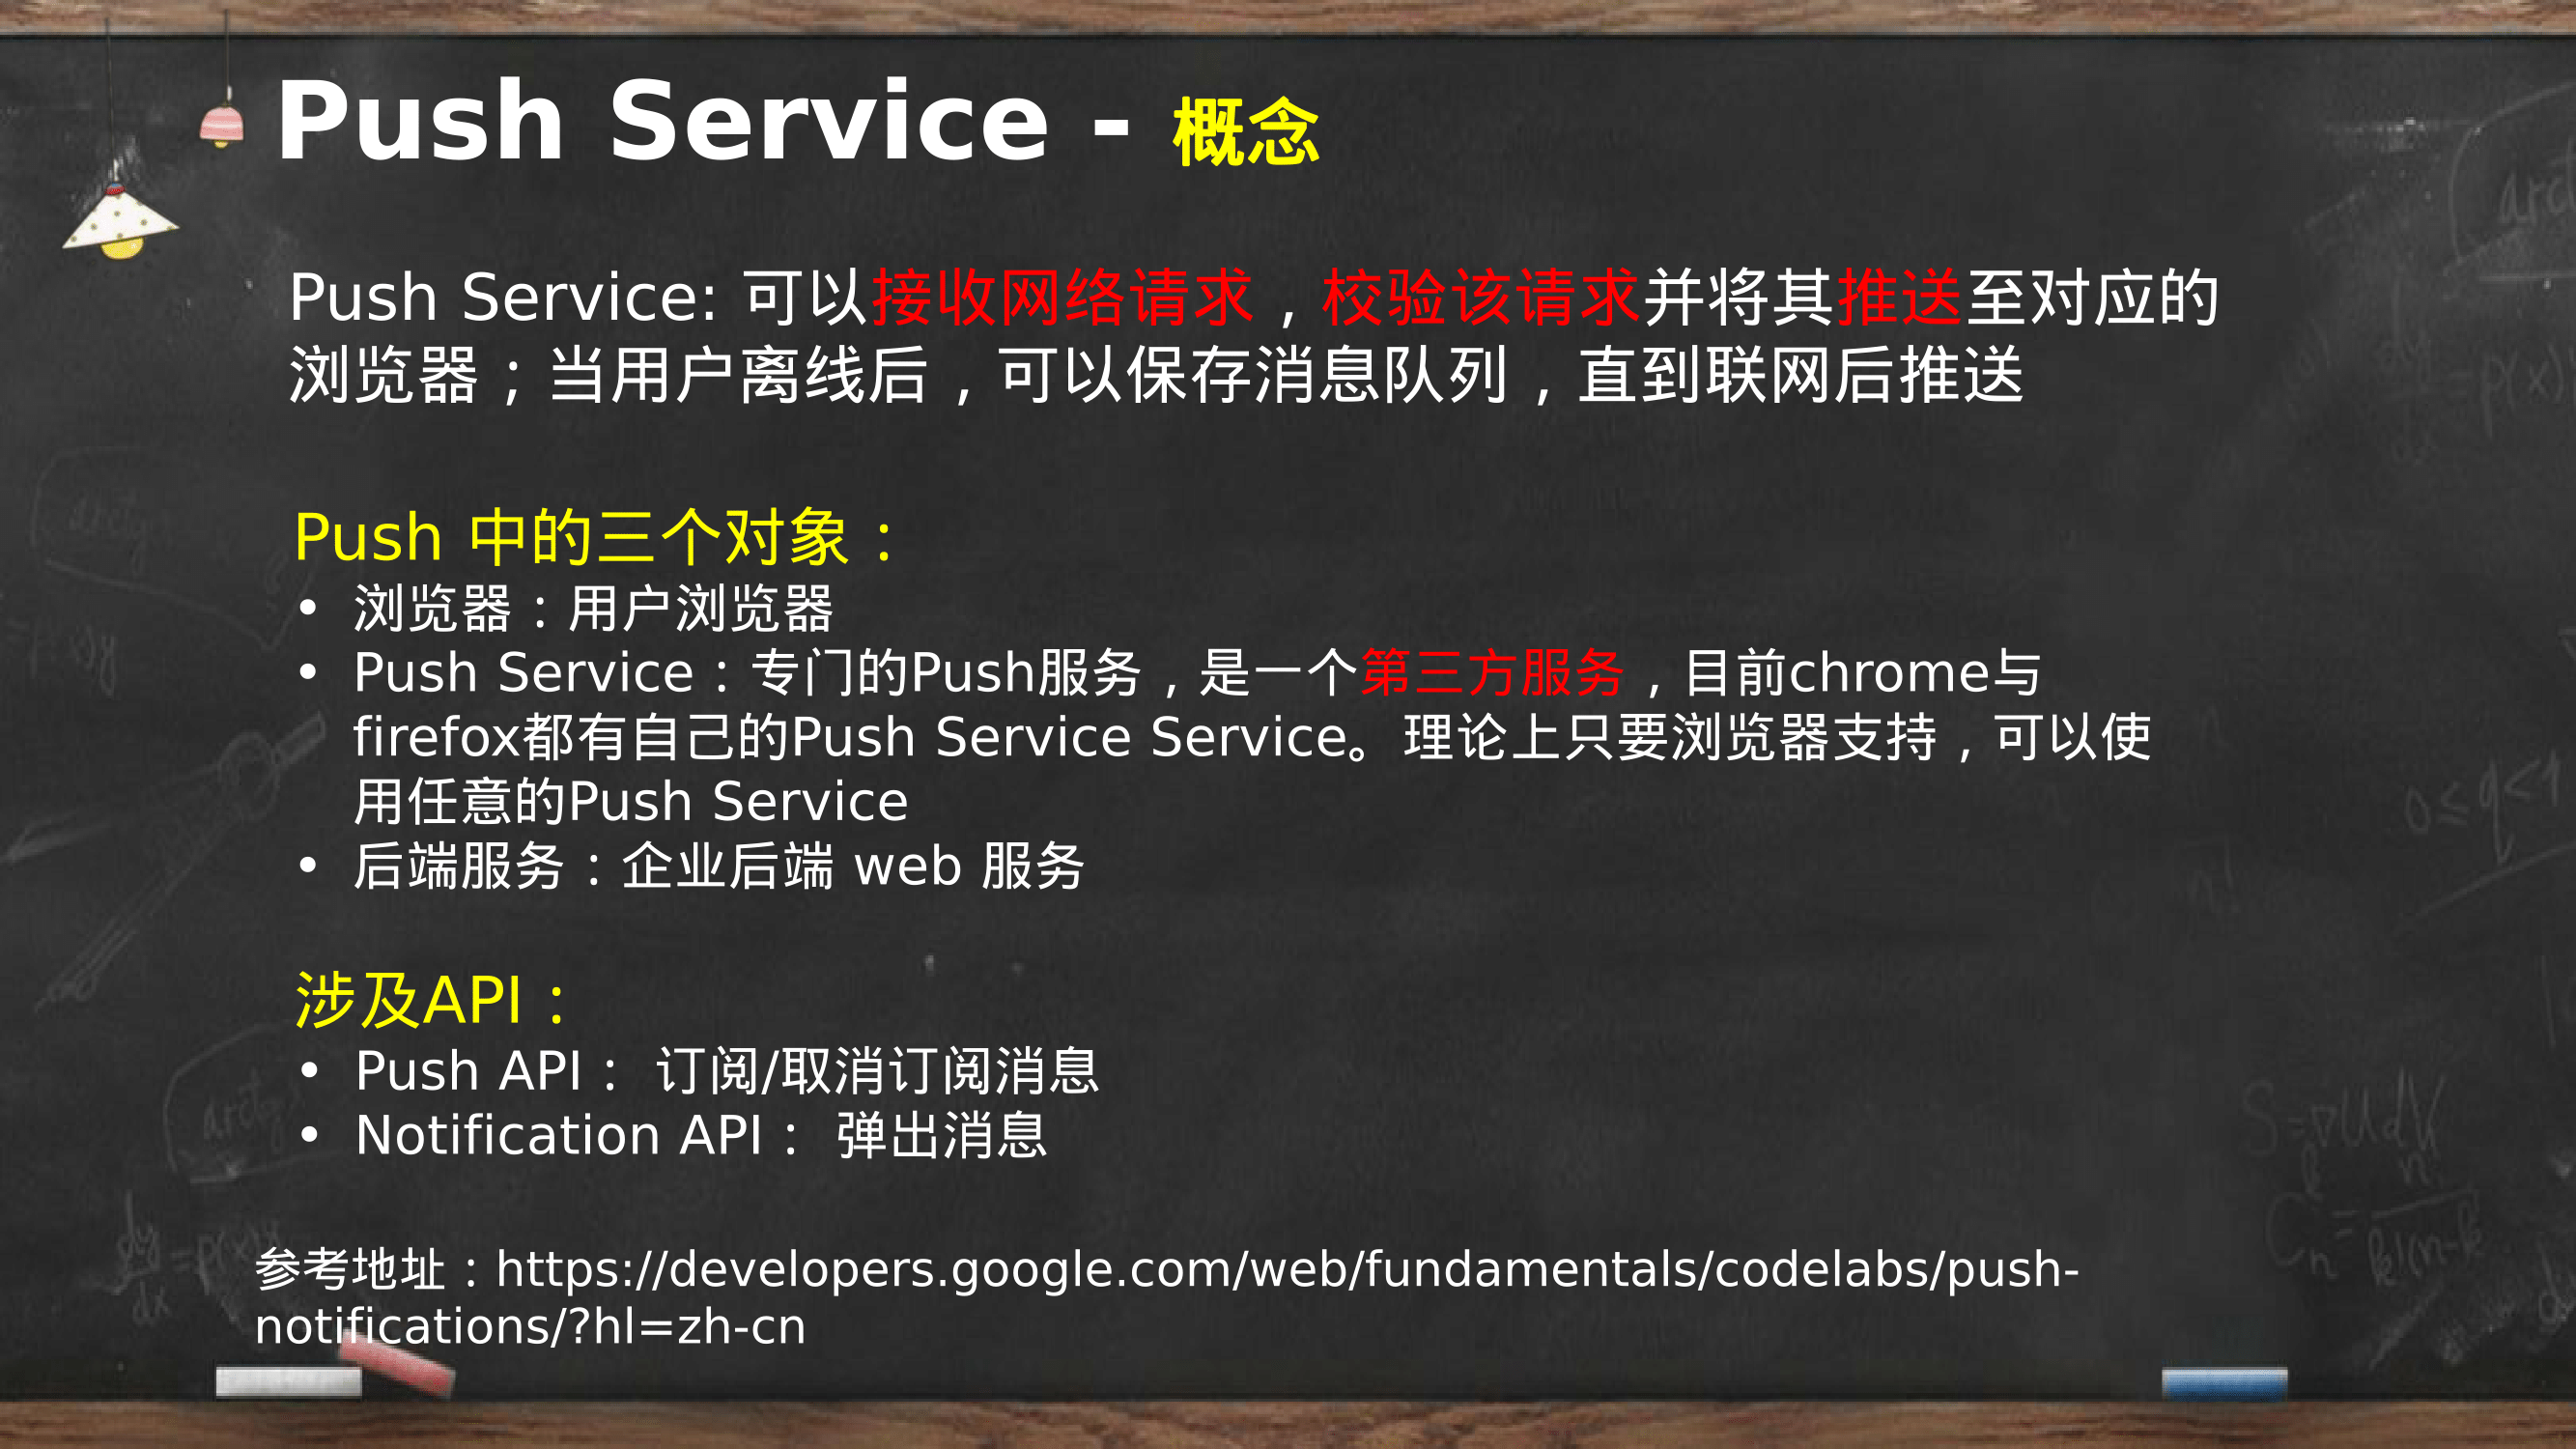 Push Service - 概念
Push Service: 可以接收网络请求，校验该请求并将其推送至对应的
浏览器；当用户离线后，可以保存消息队列，直到联网后推送
Push 中的三个对象：
• 浏览器：用户浏览器
• Push Service：专门的Push服务，是一个第三方服务，目前chrome与
firefox都有自己的Push Service Service。理论上只要浏览器支持，可以使
用任意的Push Service
• 后端服务：企业后端 web 服务
涉及API：
• Push API： 订阅/取消订阅消息
• Notification API： 弹出消息
参考地址：https://developers.google.com/web/fundamentals/codelabs/push-
notifications/?hl=zh-cn